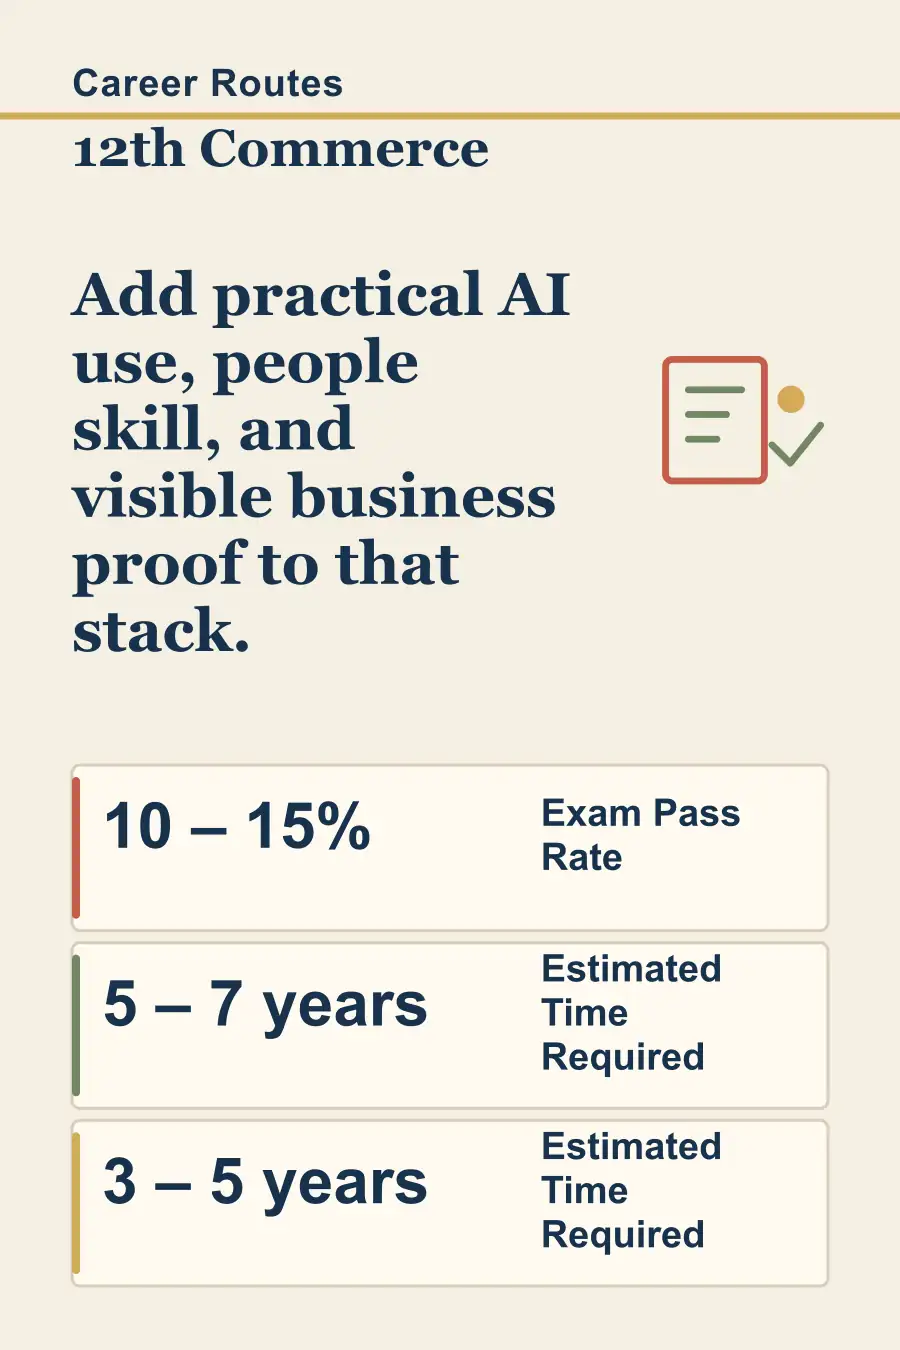 Career Routes
12th Commerce
Add practical AI
use, people
skill, and
visible business
proof to that
stack.
10 – 15%
Exam Pass
Rate
5 – 7 years
Estimated
Time
Required
3 – 5 years
Estimated
Time
Required